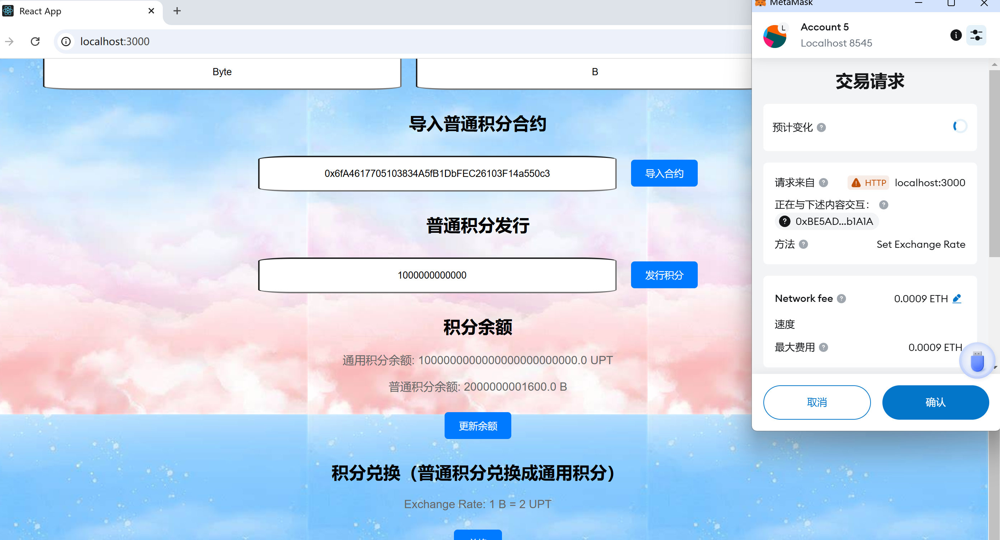 React App
MetaMask
localhost:3000
Account 5
L
Localhost 8545
Byte
B
交易请求
预计变化
导入普通积分合约
0x6fA4617705103834A5fB1DbFEC26103F14a550c3
导入合约
请求来自
HTTP localhost:3000
正在与下述内容交互：
0xBE5AD...b1A1A
方法
Set Exchange Rate
普通积分发行
1000000000000
发行积分
Network fee
0.0009 ETH
速度
最大费用
0.0009 ETH
积分余额
通用积分余额: 1000000000000000000000000.0 UPT
普通积分余额: 2000000001600.0 B
取消
确认
更新余额
积分兑换（普通积分兑换成通用积分）
Exchange Rate: 1 B = 2 UPT